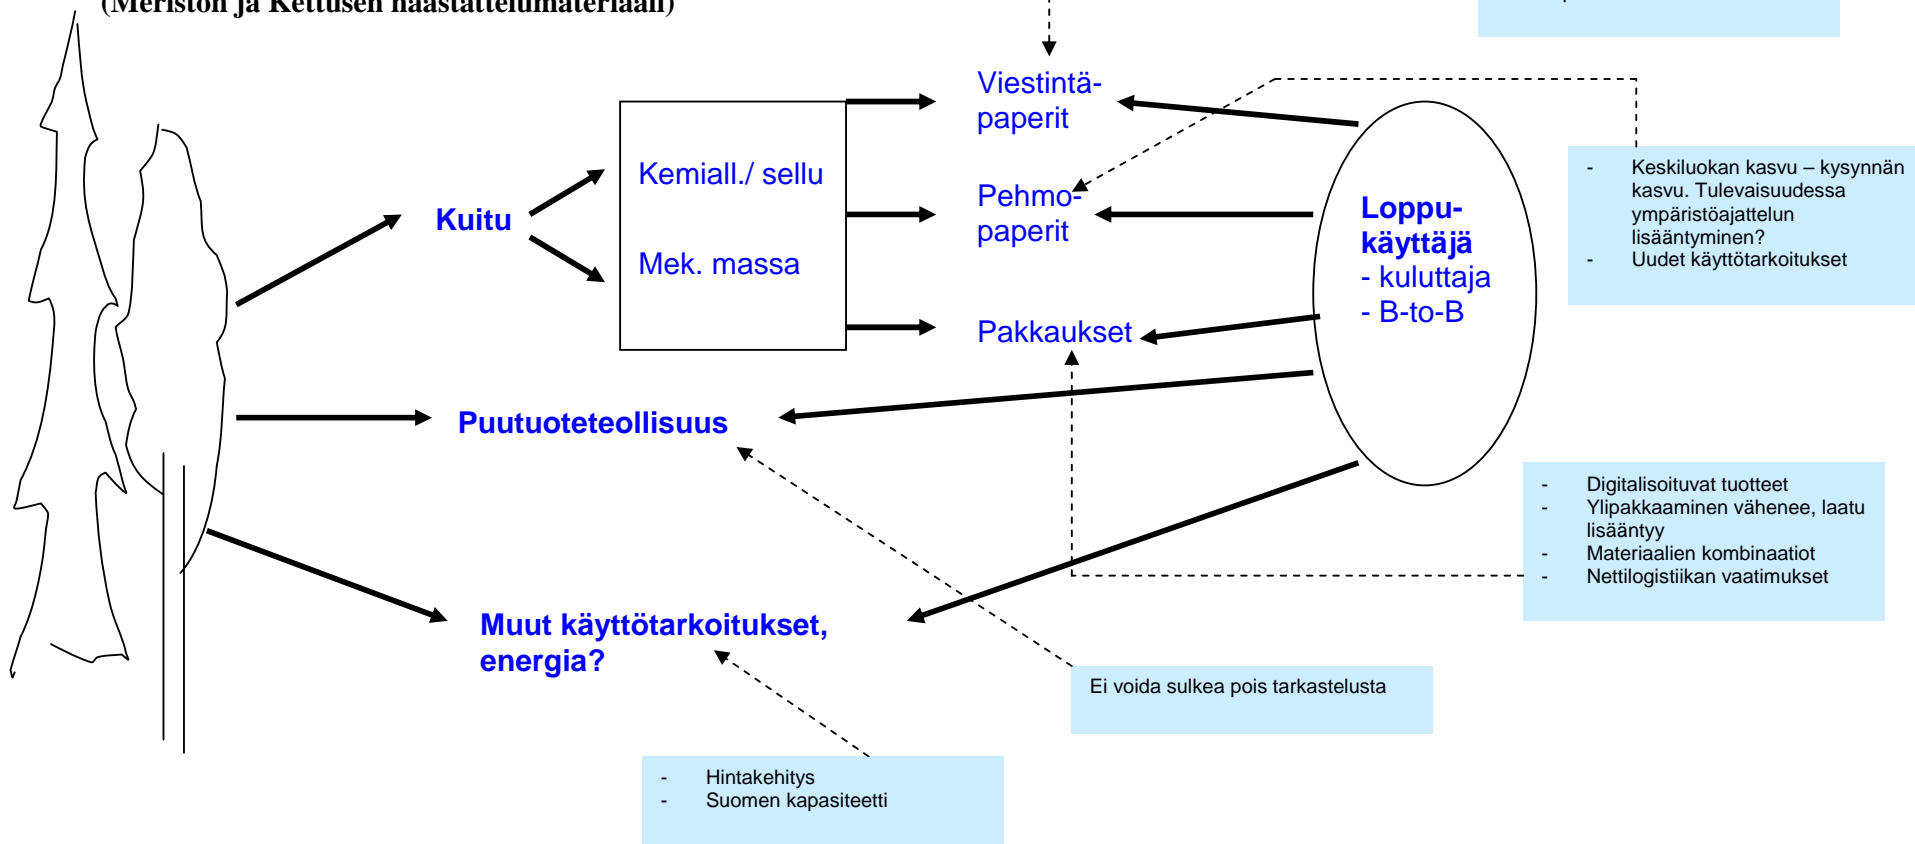 (Meriston ja Kettusen haastattelumateriaali)
Viestintä-
paperit
Kemiall./ sellu
Mek. massa
Kuitu
Pehmo-
paperit
Pakkaukset
Loppu-
käyttäjä
- kuluttaja
- B-to-B
- Keskiluokan kasvu – kysynnän
kasvu. Tulevaisuudessa
ympäristöajattelun
lisääntyminen?
- Uudet käyttötarkoitukset
Puutuoteteollisuus
- Digitalisoituvat tuotteet
- Ylipakkaaminen vähenee, laatu
lisääntyy
- Materiaalien kombinaatiot
- Nettilogistiikan vaatimukset
Muut käyttötarkoitukset,
energia?
Ei voida sulkea pois tarkastelusta
- Hintakehitys
- Suomen kapasiteetti